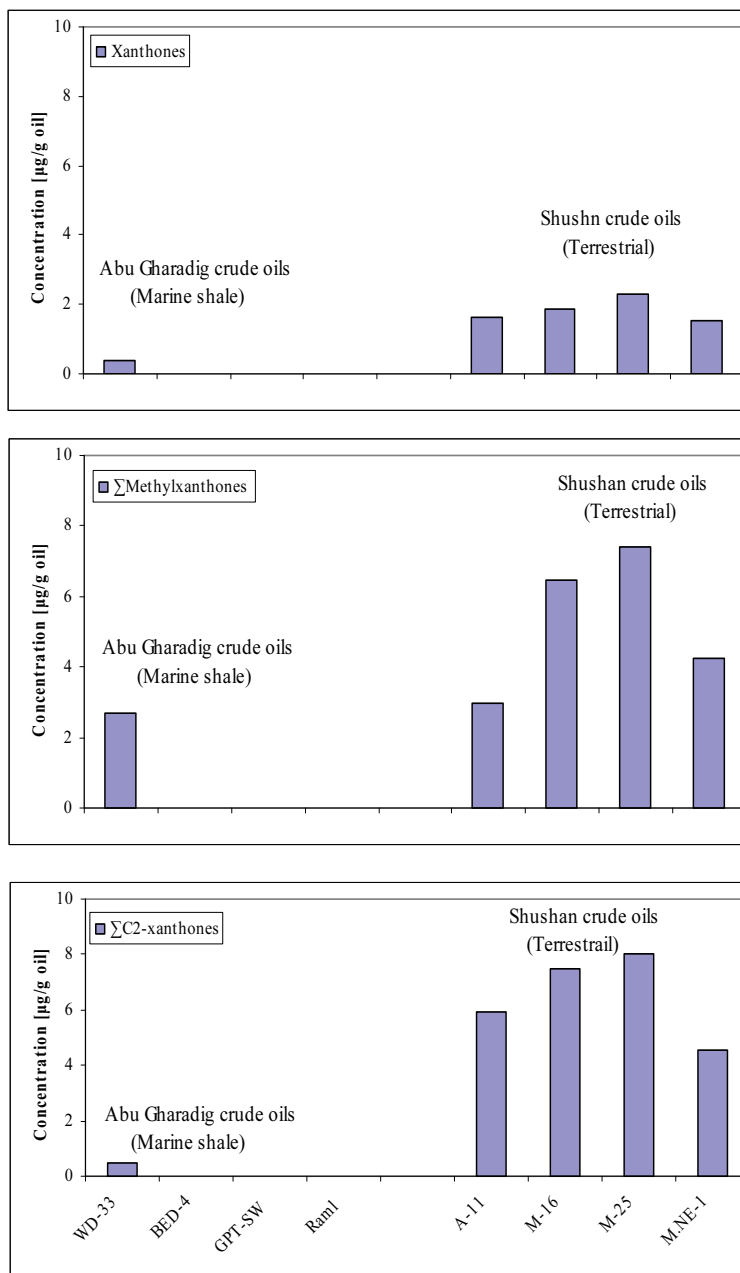 10
8
6
4
2
0
Concentration [µg/g oil]
Xanthones
Abu Gharadig crude oils
(Marine shale)
Shushn crude oils
(Terrestrial)
10
8
6
4
2
0
Concentration [µg/g oil]
∑Methylxanthones
Abu Gharadig crude oils
(Marine shale)
Shushan crude oils
(Terrestrial)
10
8
6
4
2
0
Concentration [µg/g oil]
∑C2-xanthones
Abu Gharadig crude oils
(Marine shale)
Shushan crude oils
(Terrestrail)
WD-33
BED-4
GPT-SW
Ram1
A-11
M-16
M-25
M.NE-1